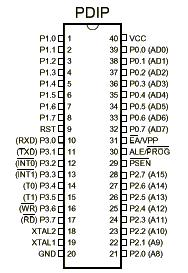 PDIP
P1.0 1 40 VCC
P1.1 2 39 P0.0 (AD0)
P1.2 3 38 P0.1 (AD1)
P1.3 4 37 P0.2 (AD2)
P1.4 5 36 P0.3 (AD3)
P1.5 6 35 P0.4 (AD4)
P1.6 7 34 P0.5 (AD5)
P1.7 8 33 P0.6 (AD6)
RST 9 32 P0.7 (AD7)
(RXD) P3.0 10 31 EA/VPP
(TXD) P3.1 11 30 ALE/PROG
(INT0) P3.2 12 29 PSEN
(INT1) P3.3 13 28 P2.7 (A15)
(T0) P3.4 14 27 P2.6 (A14)
(T1) P3.5 15 26 P2.5 (A13)
(WR) P3.6 16 25 P2.4 (A12)
(RD) P3.7 17 24 P2.3 (A11)
XTAL2 18 23 P2.2 (A10)
XTAL1 19 22 P2.1 (A9)
GND 20 21 P2.0 (A8)